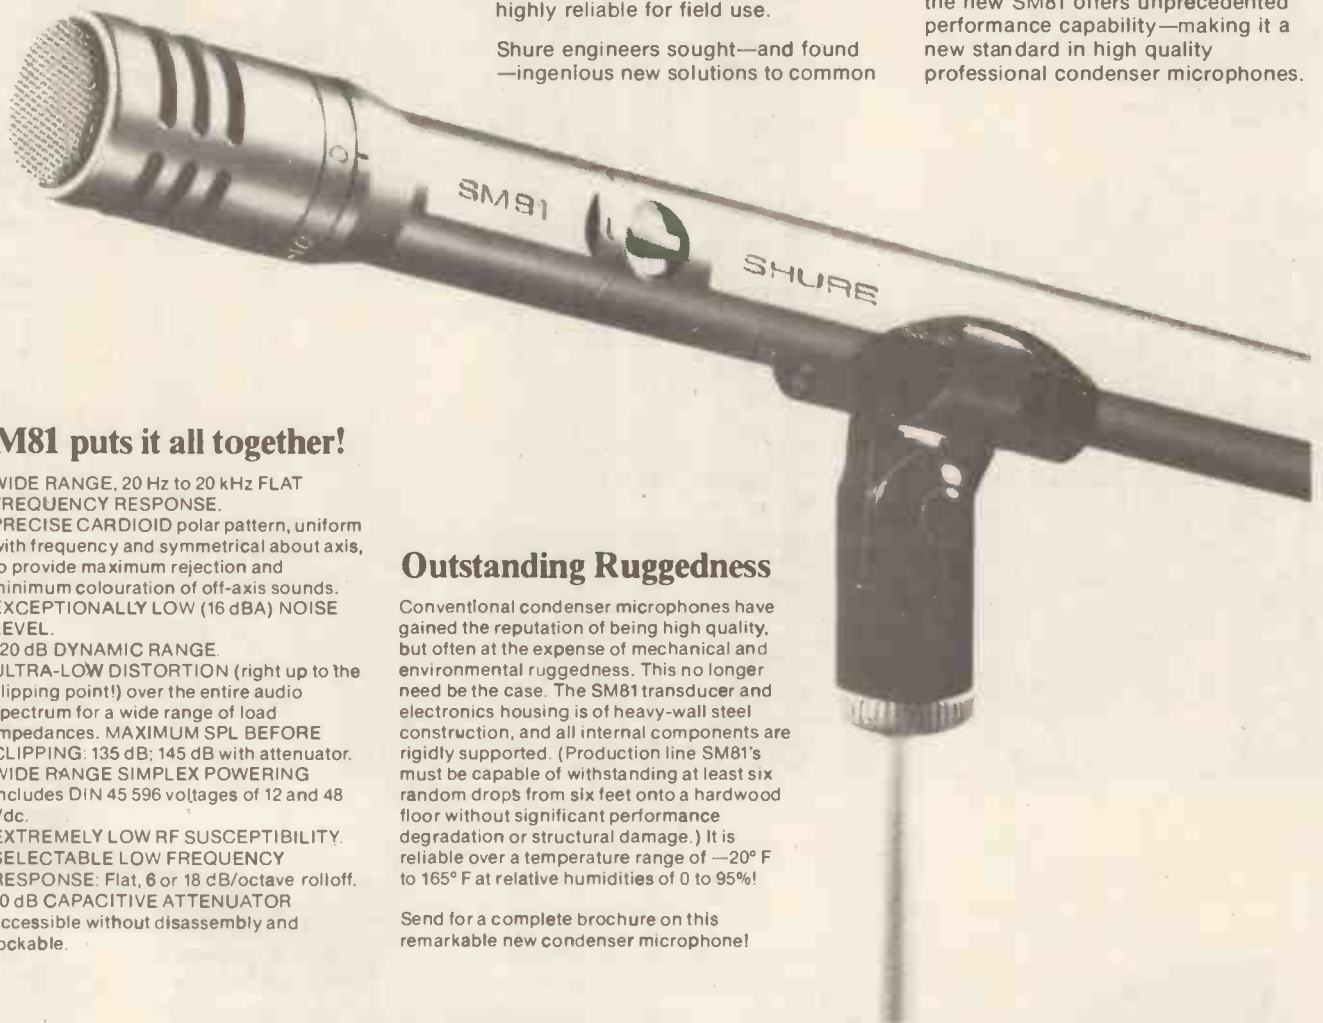 highly reliable for field use.
Shure engineers sought—and found
—ingenious new solutions to common
the new SM81 offers unprecedented
performance capability—making it a
new standard in high quality
professional condenser microphones.
SM81
SHURE
M81 puts it all together!
WIDE RANGE, 20 Hz to 20 kHz FLAT
FREQUENCY RESPONSE.
PRECISE CARDIOID polar pattern, uniform
with frequency and symmetrical about axis,
o provide maximum rejection and
minimum colouration of off-axis sounds.
EXCEPTIONALLY LOW (16 dBA) NOISE
LEVEL.
20 dB DYNAMIC RANGE.
ULTRA-LOW DISTORTION (right up to the
lipping point!) over the entire audio
pectrum for a wide range of load
mpedances. MAXIMUM SPL BEFORE
CLIPPING: 135 dB; 145 dB with attenuator.
WIDE RANGE SIMPLEX POWERING
ncludes DIN 45 596 voltages of 12 and 48
Vdc.
EXTREMELY LOW RF SUSCEPTIBILITY.
SELECTABLE LOW FREQUENCY
RESPONSE: Flat, 6 or 18 dB/octave rolloff.
0 dB CAPACITIVE ATTENUATOR
ccessible without disassembly and
ockable.
Outstanding Ruggedness
Conventional condenser microphones have
gained the reputation of being high quality,
but often at the expense of mechanical and
environmental ruggedness. This no longer
need be the case. The SM81 transducer and
electronics housing is of heavy-wall steel
construction, and all internal components are
rigidly supported. (Production line SM81's
must be capable of withstanding at least six
random drops from six feet onto a hardwood
floor without significant performance
degradation or structural damage.) It is
reliable over a temperature range of —20° F
to 165° F at relative humidities of 0 to 95%!
Send for a complete brochure on this
remarkable new condenser microphone!